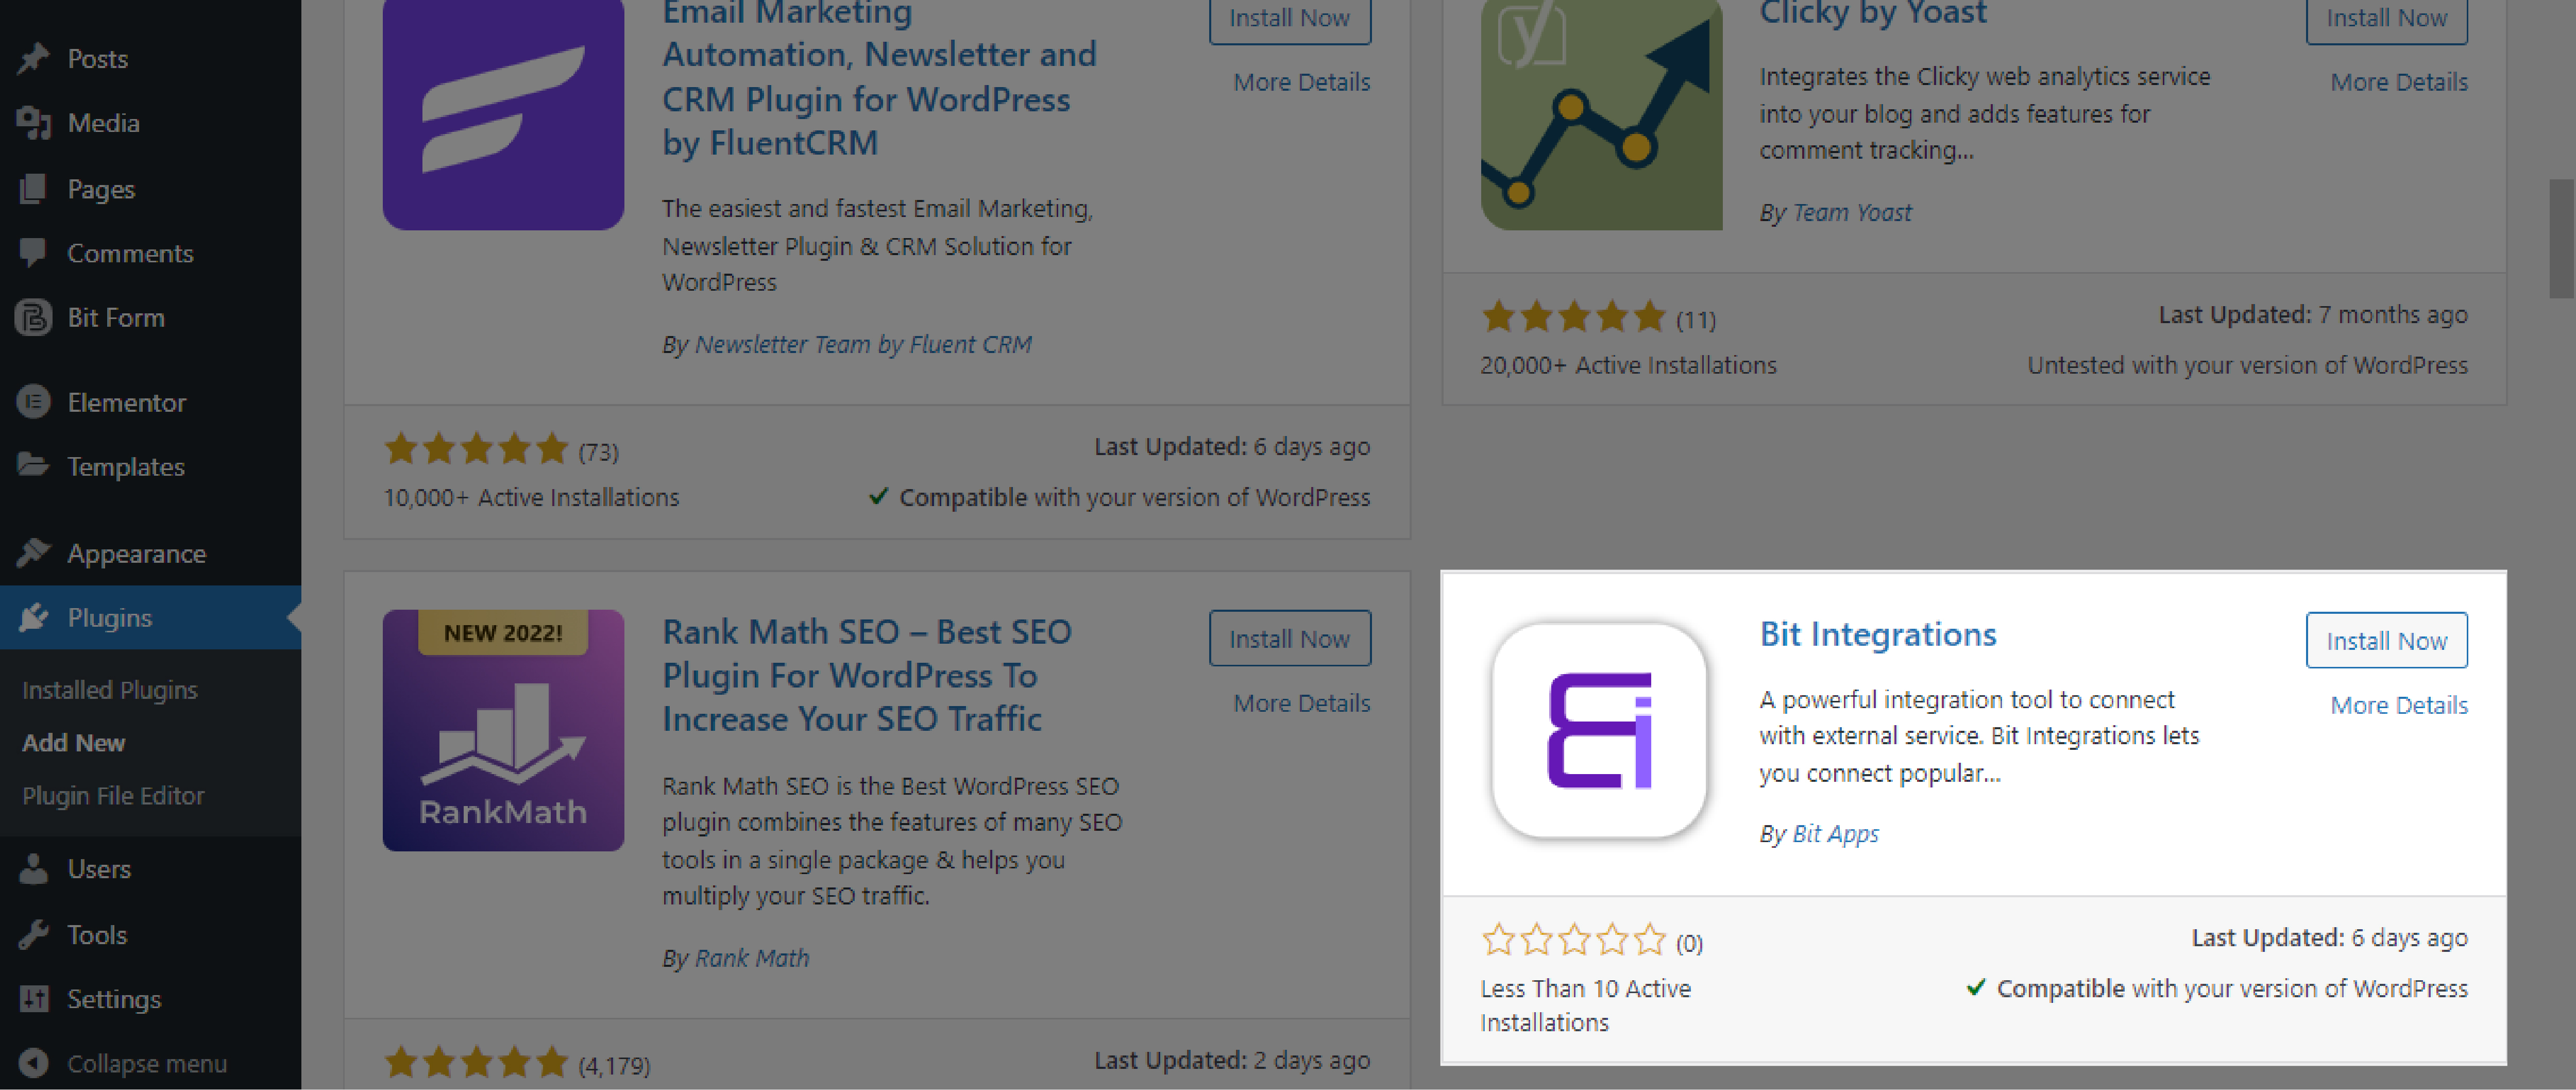 Posts
Media
Pages
Comments
Bit Form
Elementor
Templates
Appearance
Plugins
Installed Plugins
Add New
Plugin File Editor
Users
Tools
Settings
Collapse menu
Email Marketing
Automation, Newsletter and
CRM Plugin for WordPress
by FluentCRM
Install Now
More Details
The easiest and fastest Email Marketing,
Newsletter Plugin & CRM Solution for
WordPress
By Newsletter Team by Fluent CRM
(73)
Last Updated: 6 days ago
10,000+ Active Installations
Compatible with your version of WordPress
y
Clicky by Yoast
Install Now
More Details
Integrates the Clicky web analytics service
into your blog and adds features for
comment tracking...
By Team Yoast
(11)
Last Updated: 7 months ago
20,000+ Active Installations
Untested with your version of WordPress
NEW 2022!
RankMath
Rank Math SEO – Best SEO
Plugin For WordPress To
Increase Your SEO Traffic
Install Now
More Details
Rank Math SEO is the Best WordPress SEO
plugin combines the features of many SEO
tools in a single package & helps you
multiply your SEO traffic.
By Rank Math
(4,179)
Last Updated: 2 days ago
Bit Integrations
Install Now
More Details
A powerful integration tool to connect
with external service. Bit Integrations lets
you connect popular...
By Bit Apps
(0)
Last Updated: 6 days ago
Less Than 10 Active
Installations
Compatible with your version of WordPress